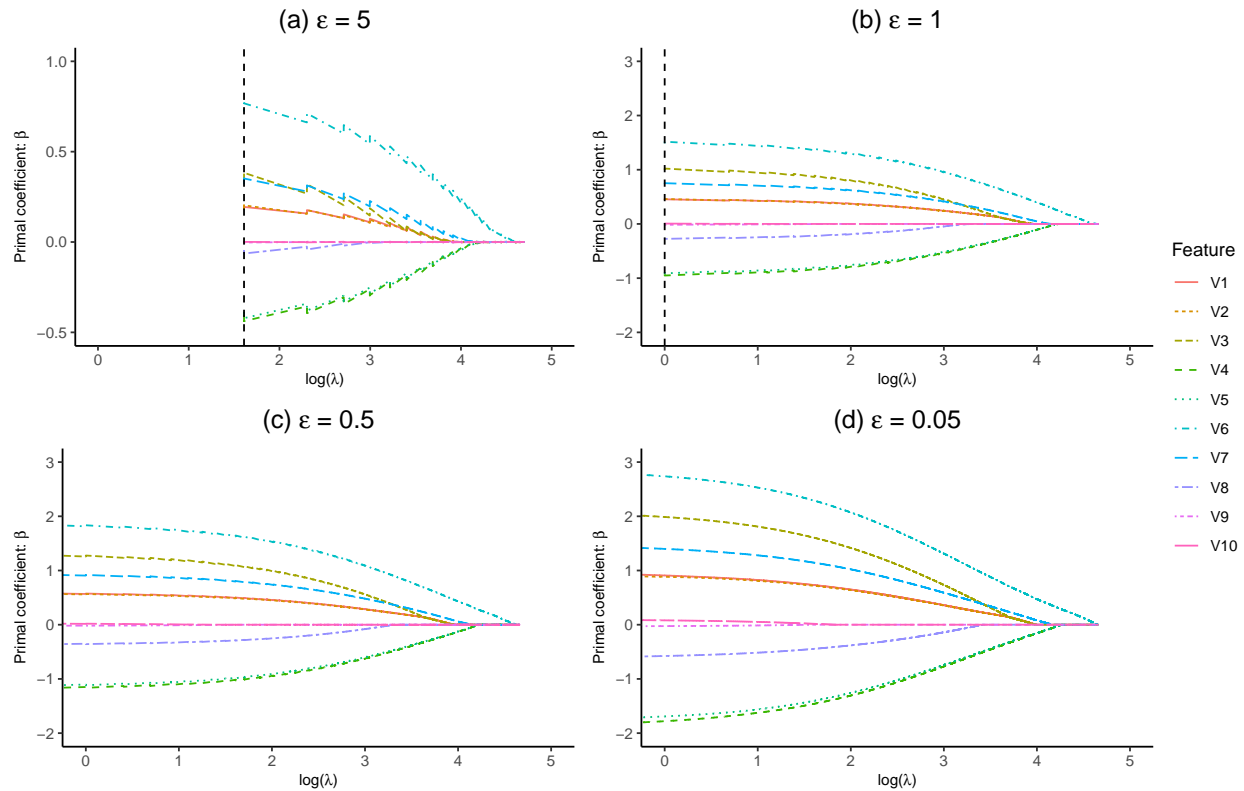 (a) ε = 5
Primal coefficient: β
1.0
0.5
0.0
−0.5
0 1 2 3 4 5
log(λ)
(b) ε = 1
Primal coefficient: β
3
2
1
0
−1
−2
0 1 2 3 4 5
log(λ)
(c) ε = 0.5
Primal coefficient: β
3
2
1
0
−1
−2
0 1 2 3 4 5
log(λ)
(d) ε = 0.05
Primal coefficient: β
3
2
1
0
−1
−2
0 1 2 3 4 5
log(λ)
Feature
V1
V2
V3
V4
V5
V6
V7
V8
V9
V10